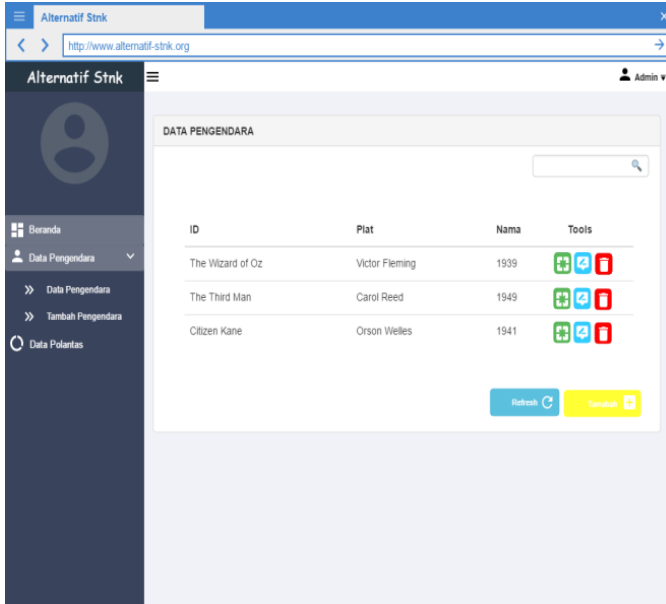 Alternatif Stnk
http://www.alternatif-stnk.org
Alternatif Stnk
Admin
DATA PENGENDARA
Beranda
Data Pengendara
Data Pengendara
Tambah Pengendara
Data Polantas
ID Plat Nama Tools
The Wizard of Oz Victor Fleming 1939
The Third Man Carol Reed 1949
Citizen Kane Orson Welles 1941
Refresh Tambah